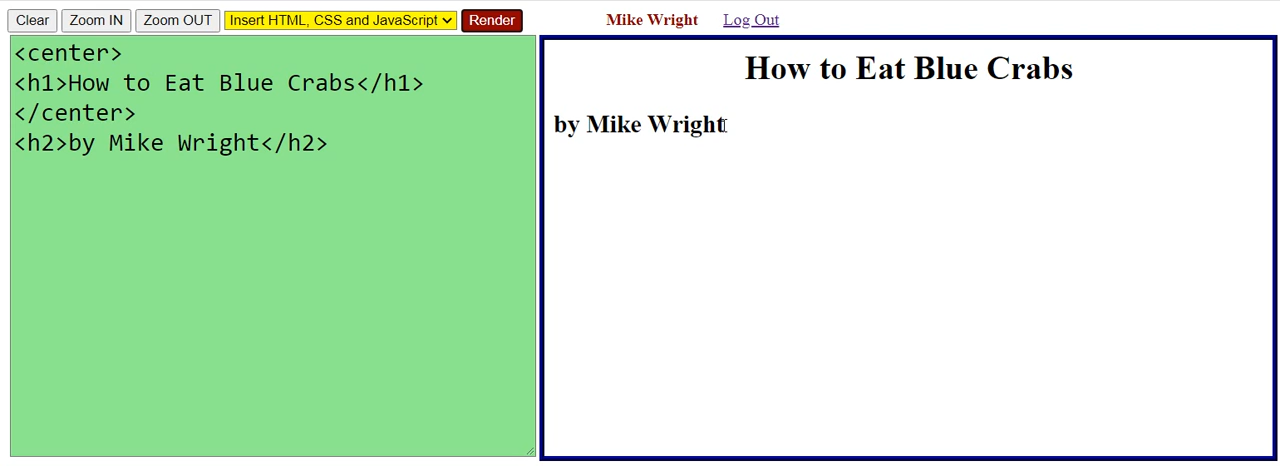 Clear Zoom IN Zoom OUT Insert HTML, CSS and JavaScript Render Mike Wright Log Out
<center>
<h1>How to Eat Blue Crabs</h1>
</center>
<h2>by Mike Wright</h2>
How to Eat Blue Crabs
by Mike Wright